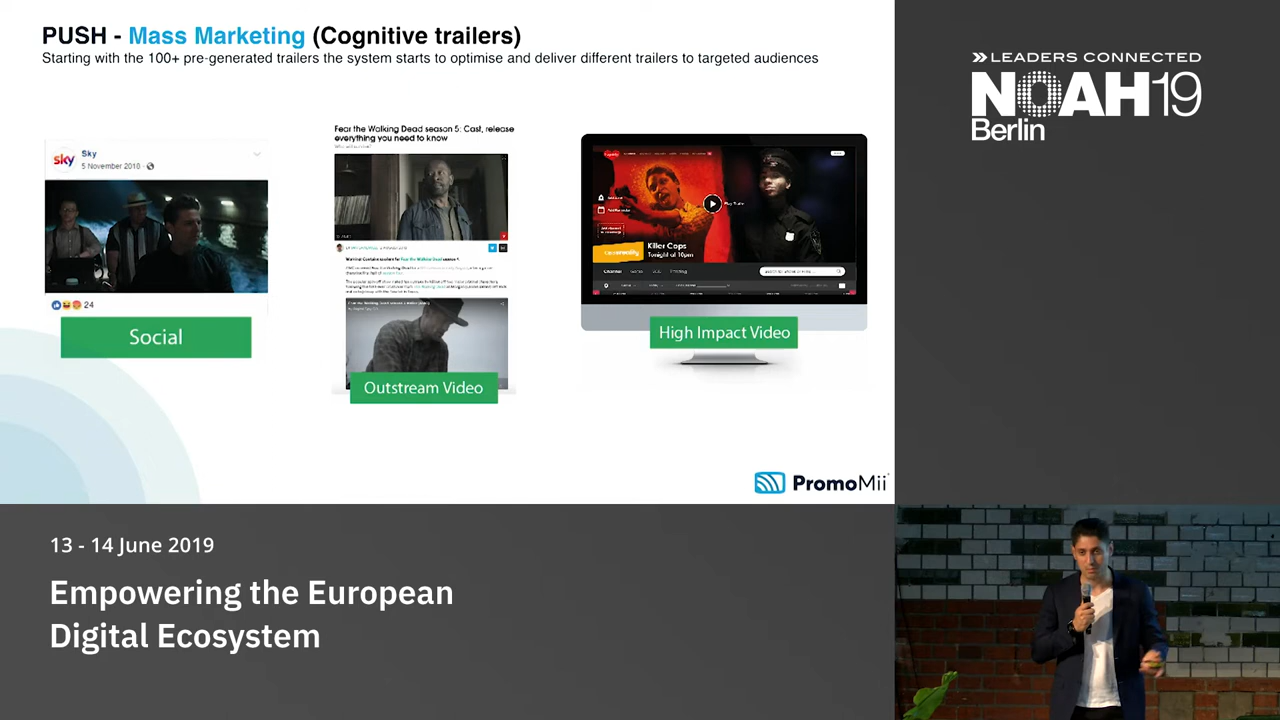 PUSH - Mass Marketing (Cognitive trailers)
Starting with the 100+ pre-generated trailers the system starts to optimise and deliver different trailers to targeted audiences
sky
Sky
5 November 2018
24
Social
Fear the Walking Dead season 5: Cast, release
everything you need to know
Outstream Video
Play Trailer
Killer Cops
Tonight at 10pm
High Impact Video
PromoMii
LEADERS CONNECTED
NOAH19
Berlin
13 - 14 June 2019
Empowering the European
Digital Ecosystem